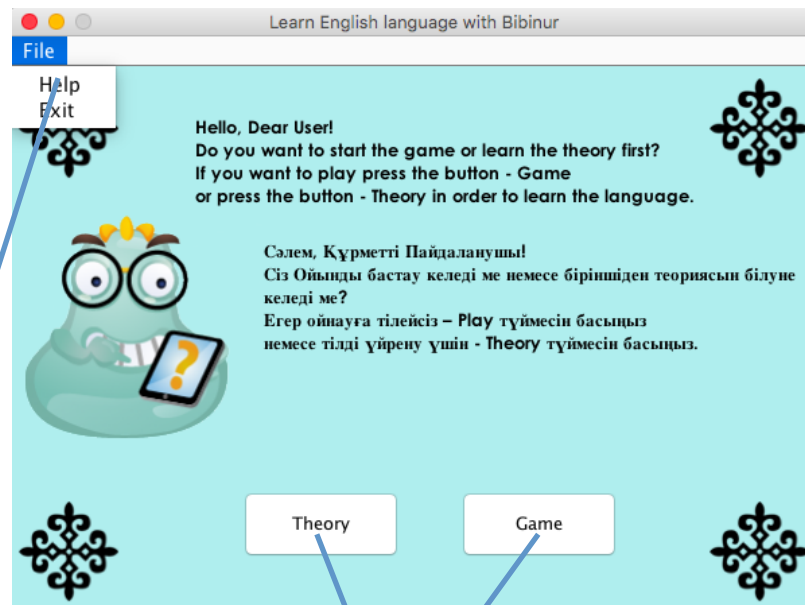 Learn English language with Bibinur
File
Help
Exit
Hello, Dear User!
Do you want to start the game or learn the theory first?
If you want to play press the button - Game
or press the button - Theory in order to learn the language.
Сәлем, Құрметті Пайдаланушы!
Сіз Ойынды бастау келеді ме немесе біріншіден теориясын білуне
келеді ме?
Егер ойнауға тілейсіз – Play түймесін басыңыз
немесе тілді үйрену үшін - Theory түймесін басыңыз.
?
Theory
Game